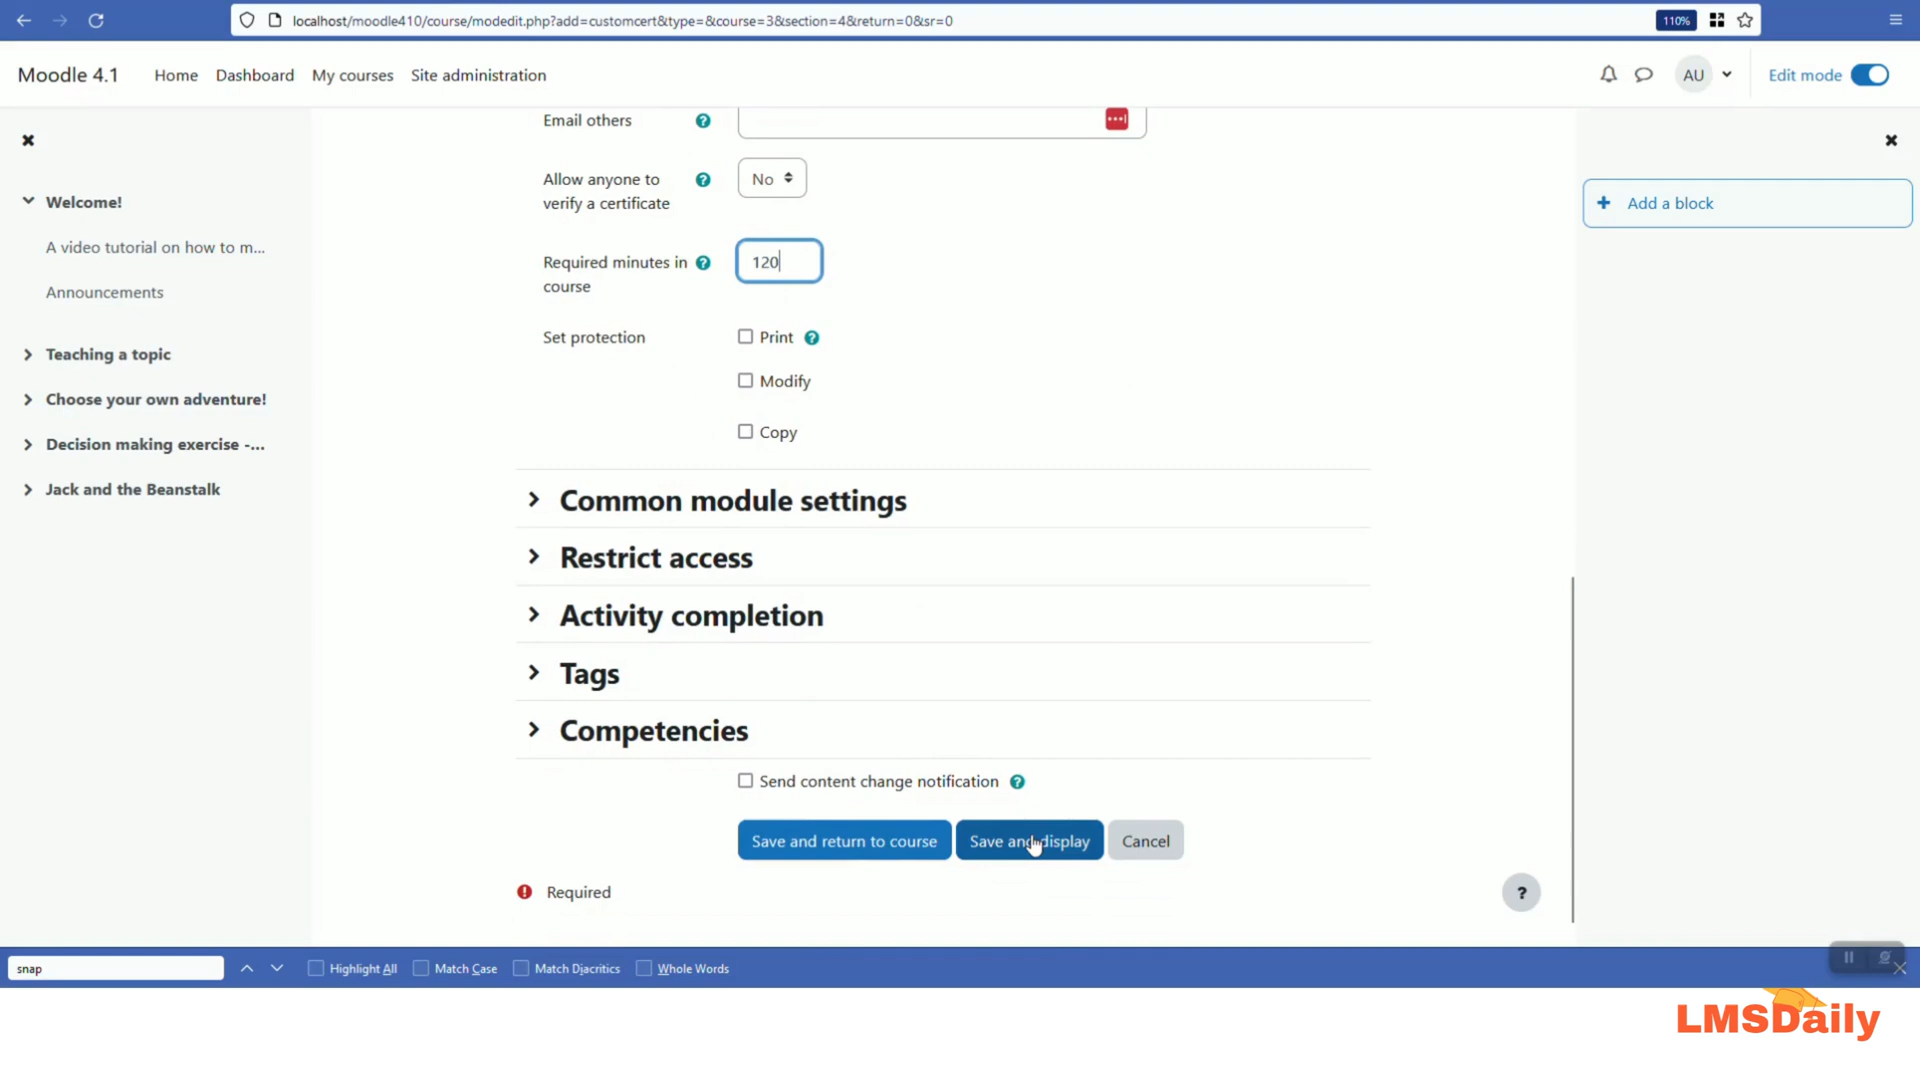 localhost/moodle410/course/modedit.php?add=customcert&type=&course=3&section=4&return=0&sr=0
110%
Moodle 4.1 Home Dashboard My courses Site administration
AU
Edit mode
Email others
Allow anyone to
verify a certificate
No
Required minutes in
course
120
Set protection
Print
Modify
Copy
Welcome!
A video tutorial on how to m...
Announcements
Teaching a topic
Choose your own adventure!
Decision making exercise -...
Jack and the Beanstalk
+ Add a block
Common module settings
Restrict access
Activity completion
Tags
Competencies
Send content change notification
Save and return to course Save and display Cancel
Required
?
snap
Highlight All Match Case Match Diacritics Whole Words
LMSDaily